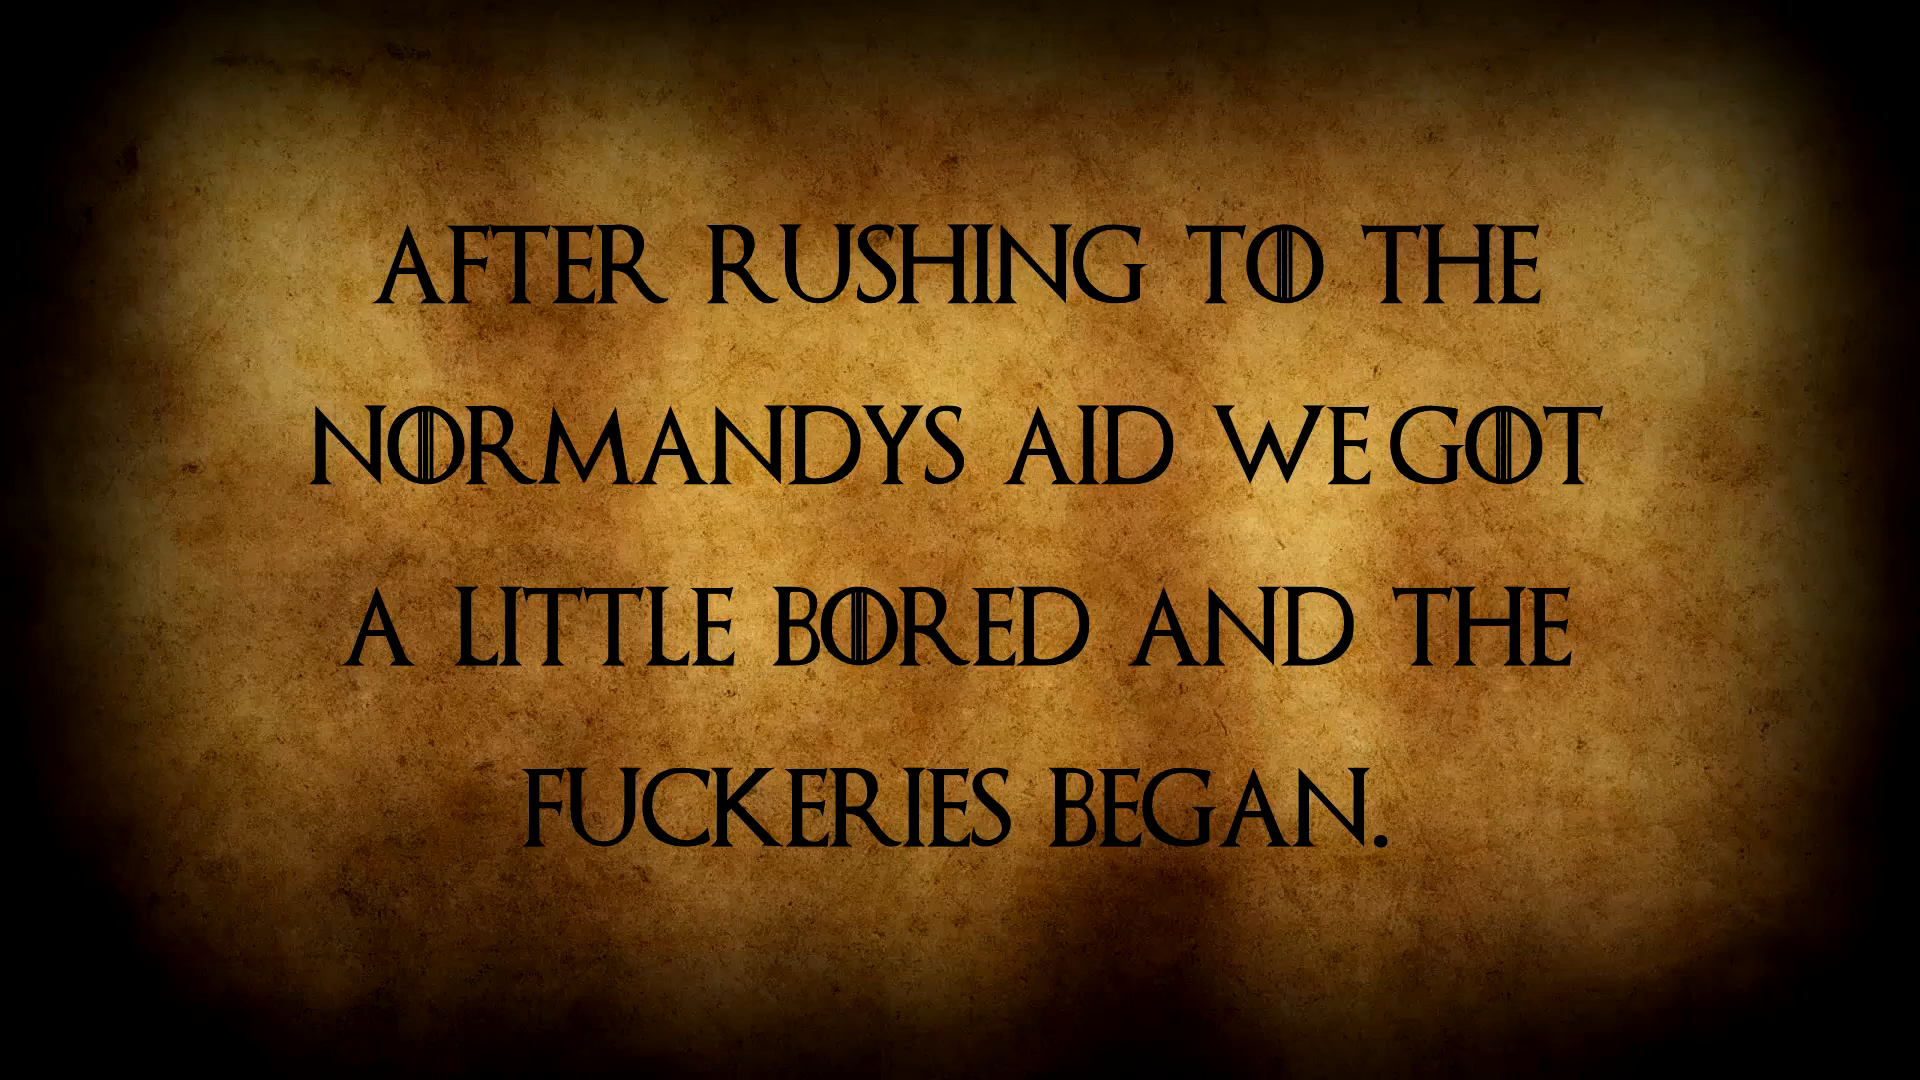 AFTER RUSHING TO THE
NORMANDYS AID WE GOT
A LITTLE BORED AND THE
FUCKERIES BEGAN.